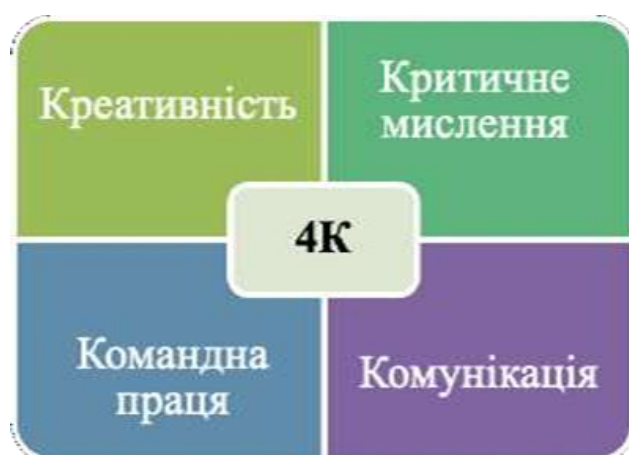 Креативність
Критичне
мислення
4К
Командна
праця
Комунікація